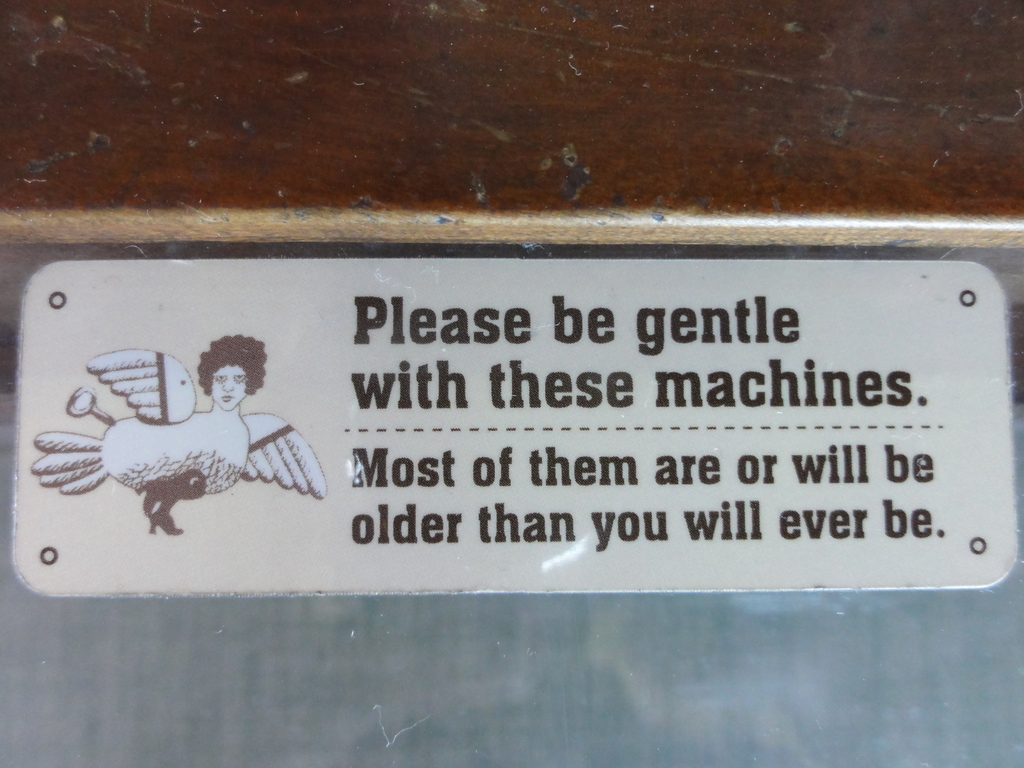 Please be gentle
with these machines.
Most of them are or will be
older than you will ever be.